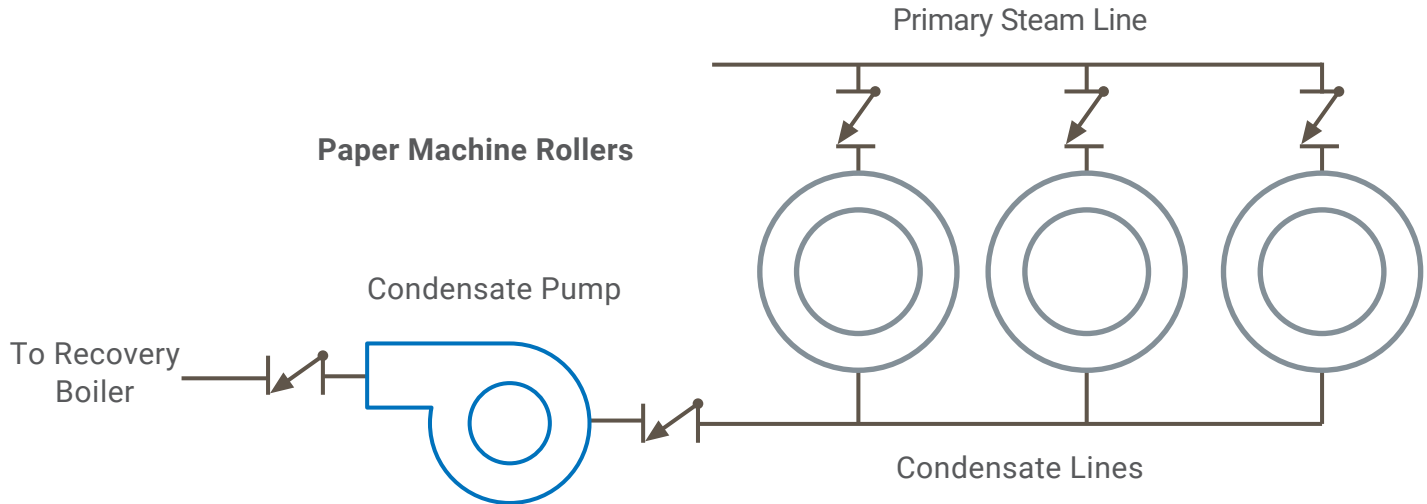 Primary Steam Line
Paper Machine Rollers
Condensate Pump
To Recovery
Boiler
Condensate Lines